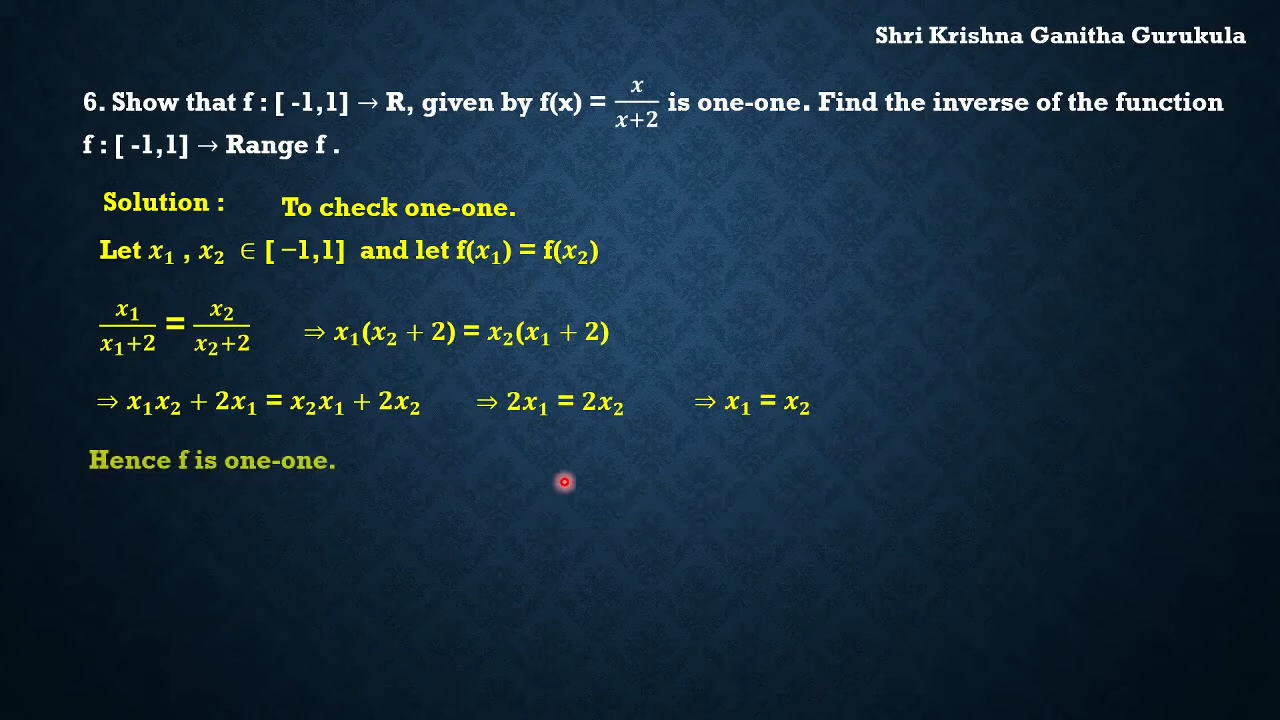 Shri Krishna Ganitha Gurukula
6. Show that f : [ -1,1] → R, given by f(x) = x/(x+2) is one-one. Find the inverse of the function
f : [ -1,1] → Range f .
Solution : To check one-one.
Let x₁ , x₂ ∈ [ −1,1] and let f(x₁) = f(x₂)
x₁/(x₁+2) = x₂/(x₂+2) ⇒ x₁(x₂ + 2) = x₂(x₁ + 2)
⇒ x₁x₂ + 2x₁ = x₂x₁ + 2x₂ ⇒ 2x₁ = 2x₂ ⇒ x₁ = x₂
Hence f is one-one.